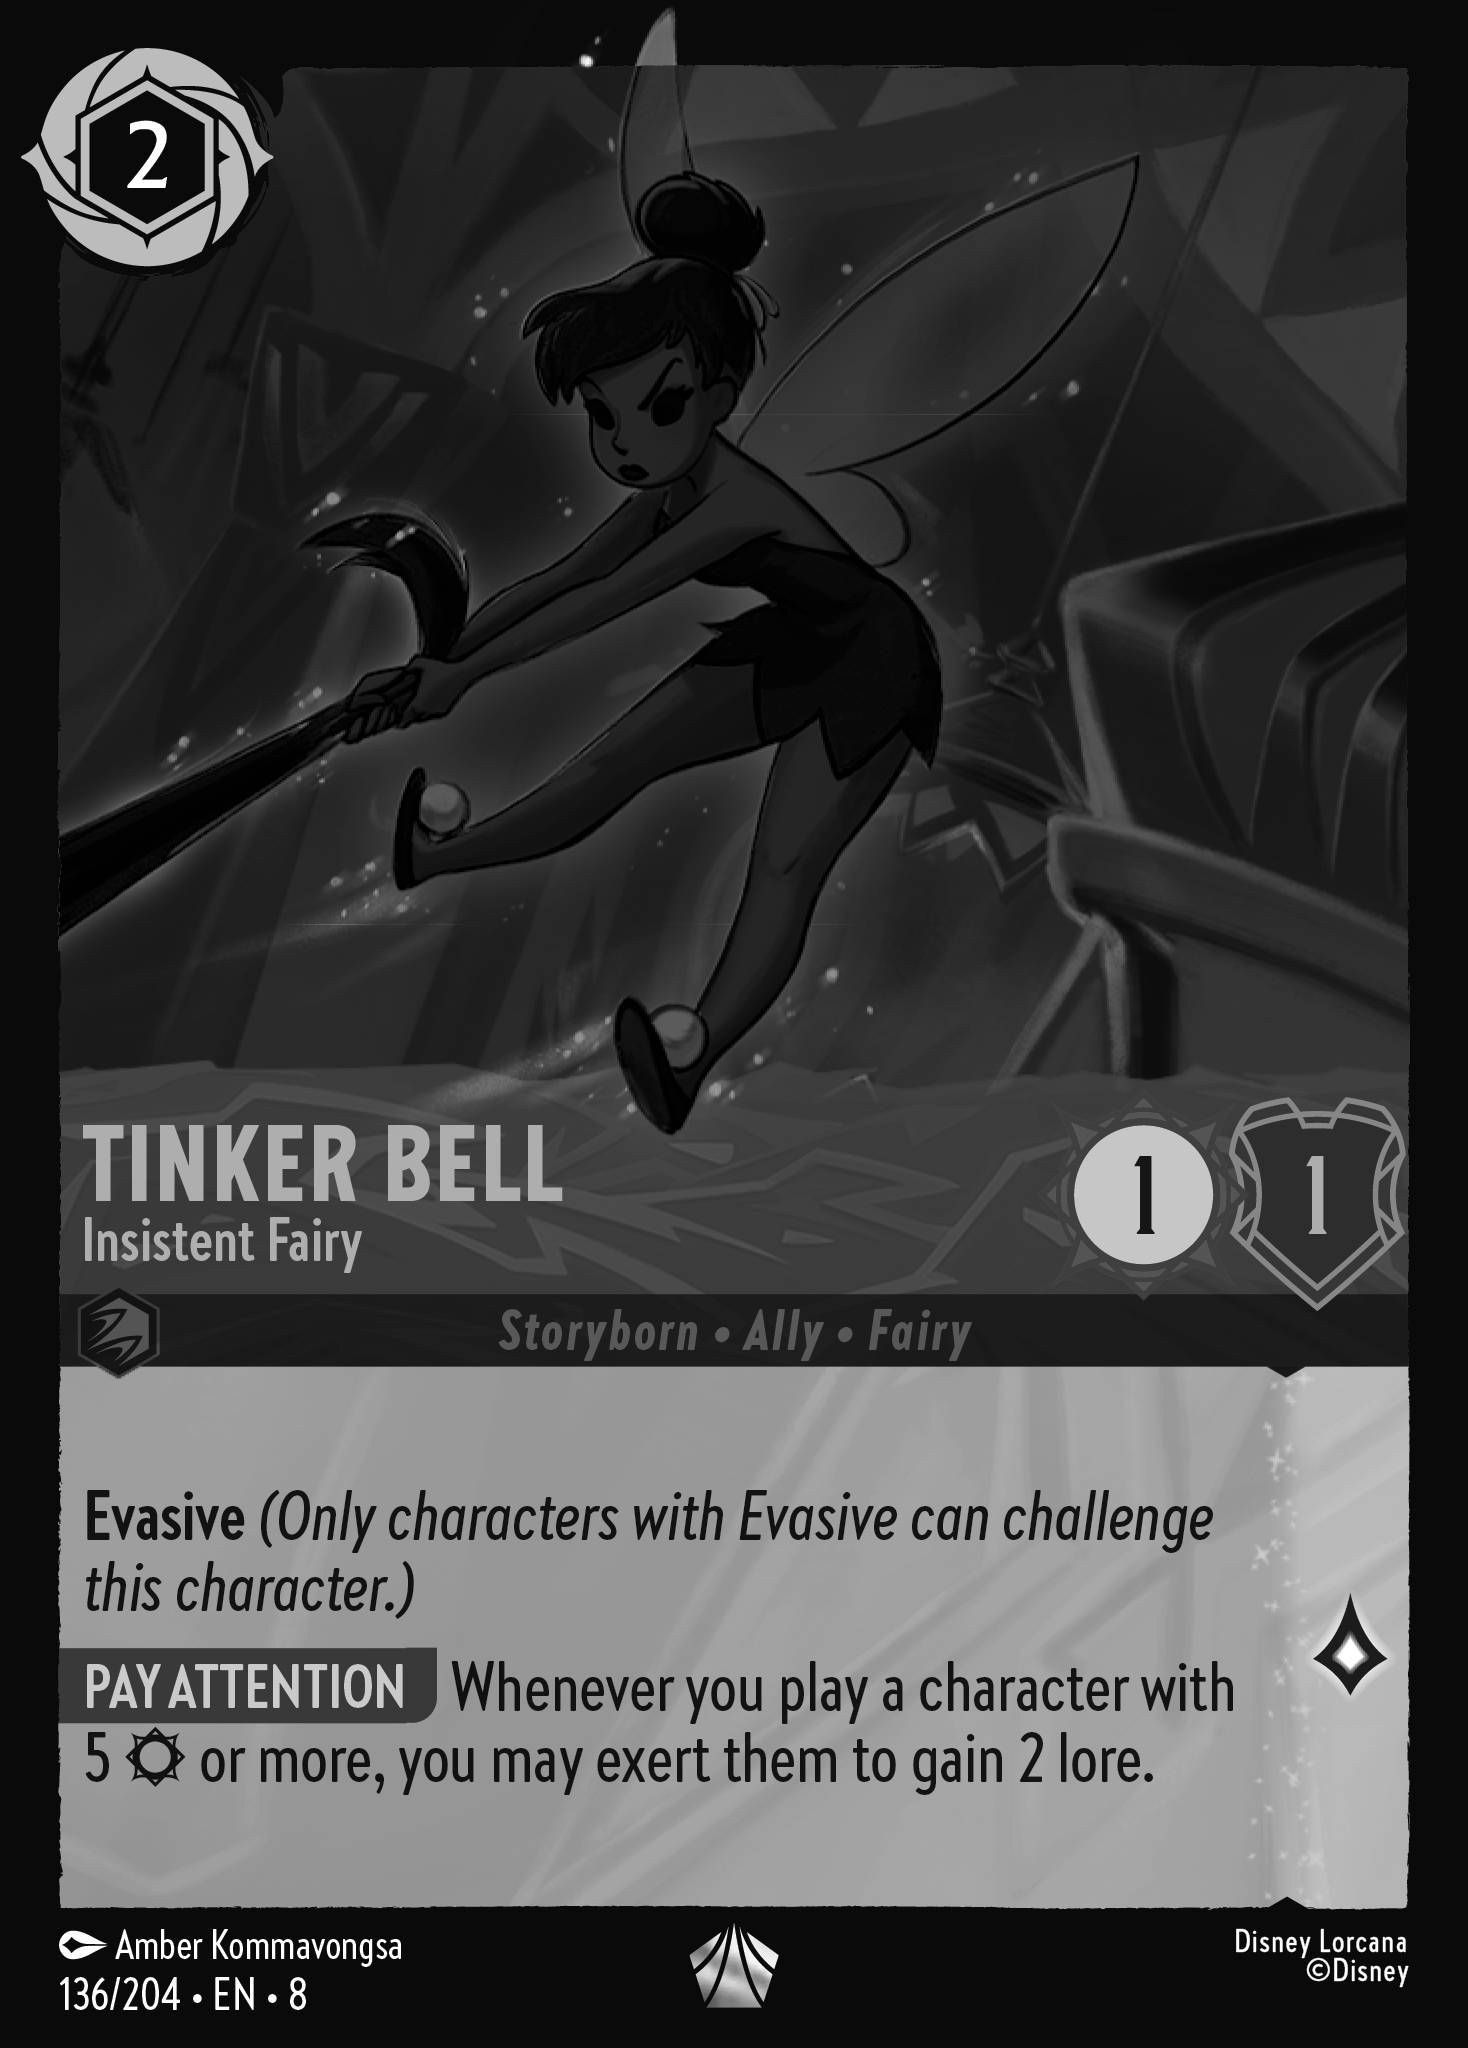 2
TINKER BELL
Insistent Fairy
1
1
Storyborn • Ally • Fairy
Evasive (Only characters with Evasive can challenge
this character.)
PAY ATTENTION Whenever you play a character with
5 or more, you may exert them to gain 2 lore.
Amber Kommavongsa
136/204 • EN • 8
Disney Lorcana
©Disney